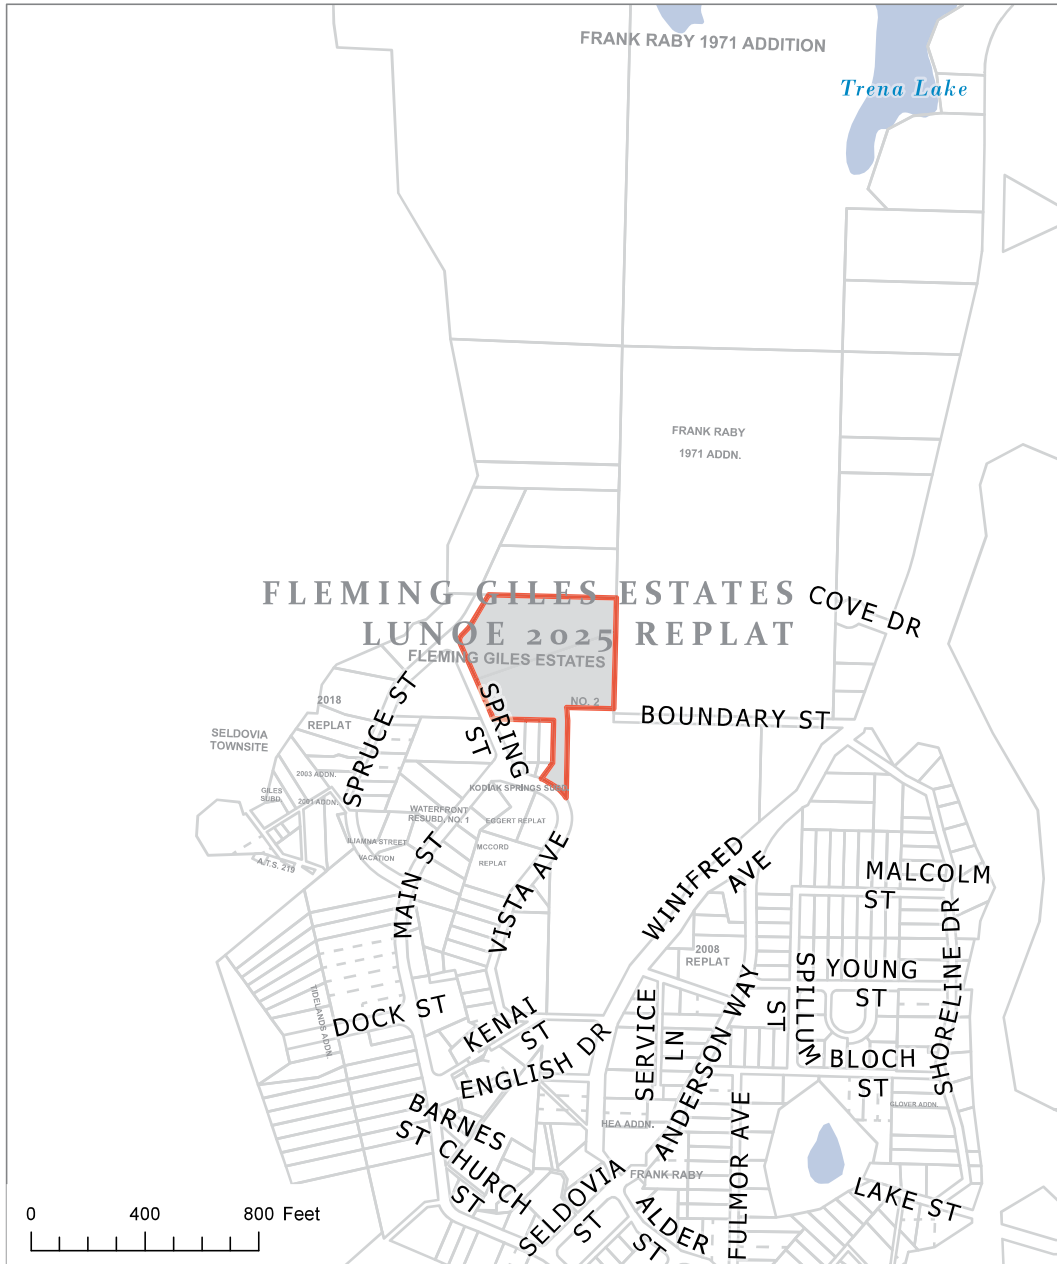 FRANK RABY 1971 ADDITION
Trena Lake
FRANK RABY
1971 ADDN.
FLEMING GILES ESTATES
LUNOE 2025 REPLAT
COVE DR
FLEMING GILES ESTATES
NO. 2
2018
REPLAT
SPRUCE ST
SPRING
ST
BOUNDARY ST
SELDOVIA
TOWNSITE
2003 ADDN.
GILES
SUBD.
2001 ADDN.
KODIAK SPRINGS SUBD.
WATERFRONT
RESUBD. NO. 1
EGGERT REPLAT
ILIAMNA STREET
VACATION
MCCORD
REPLAT
A.T.S. 219
MAIN ST
VISTA AVE
WINIFRED
AVE
MALCOLM
ST
2008
REPLAT
SHORELINE DR
YOUNG
ST
SPILLUM
ST
TIDELANDS ADDN.
DOCK ST
KENAI
ST
ENGLISH DR
SERVICE
LN
ANDERSON WAY
BLOCH
ST
GLOVER ADDN.
BARNES
ST
HEA ADDN.
FULMOR AVE
CHURCH
ST
SELDOVIA
ST
FRANK RABY
ALDER
ST
LAKE ST
0 400 800 Feet